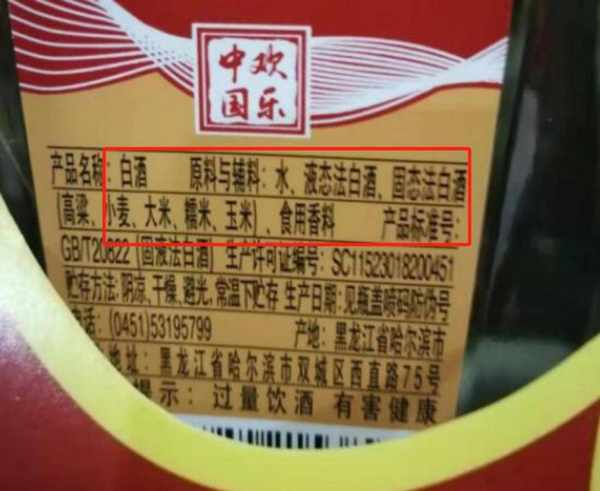 中欢
国乐
产品名称:白酒 原料与辅料:水、液态法白酒、固态法白酒
(高粱、小麦、大米、糯米、玉米)、食用香料 产品标准号:
GB/T20822(固液法白酒) 生产许可证编号:SC11523018200451
贮存方法:阴凉、干燥、避光、常温下贮存 生产日期:见瓶盖喷码防伪号
电话:(0451)53195799 产地:黑龙江省哈尔滨市
地址:黑龙江省哈尔滨市双城区西直路75号
提示:过量饮酒 有害健康